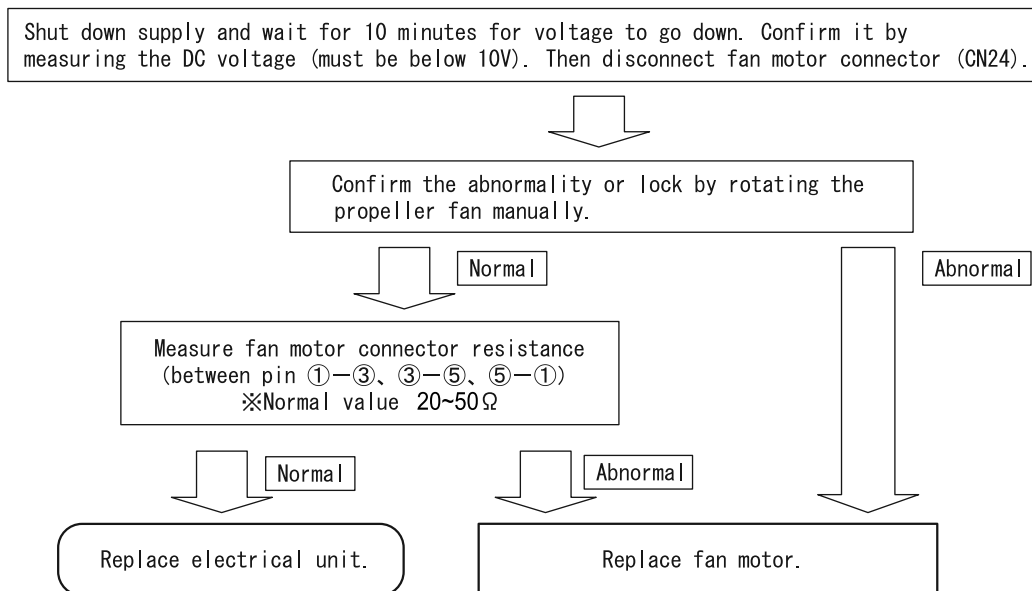 Shut down supply and wait for 10 minutes for voltage to go down. Confirm it by
measuring the DC voltage (must be below 10V). Then disconnect fan motor connector (CN24).
Confirm the abnormality or lock by rotating the
propeller fan manually.
Normal
Abnormal
Measure fan motor connector resistance
(between pin ①－③、③－⑤、⑤－①)
※Normal value 20~50Ω
Normal
Abnormal
Replace electrical unit.
Replace fan motor.